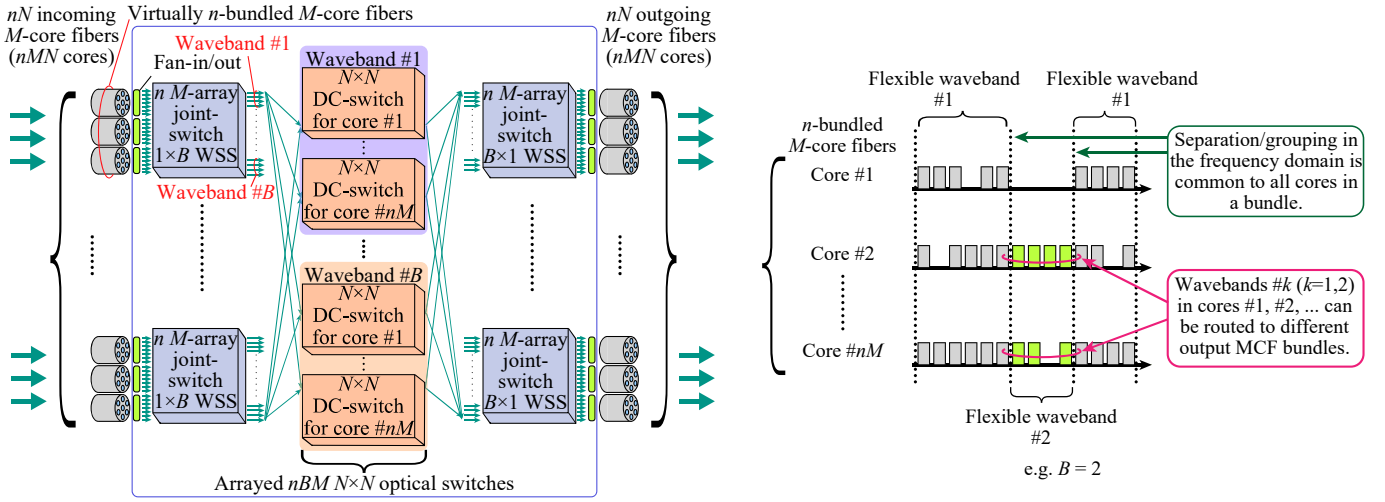 nN incoming
M-core fibers
(nMN cores)
Virtually n-bundled M-core fibers
Waveband #1
Fan-in/out
n M-array
joint-
switch
1×B WSS
Waveband #B
n M-array
joint-
switch
1×B WSS
Waveband #1
N×N
DC-switch
for core #1
N×N
DC-switch
for core #nM
Waveband #B
N×N
DC-switch
for core #1
N×N
DC-switch
for core #nM
Arrayed nBM N×N optical switches
n M-array
joint-
switch
B×1 WSS
n M-array
joint-
switch
B×1 WSS
nN outgoing
M-core fibers
(nMN cores)
Flexible waveband
#1
Flexible waveband
#1
n-bundled
M-core fibers
Core #1
Core #2
Core #nM
Flexible waveband
#2
e.g. B = 2
Separation/grouping in
the frequency domain is
common to all cores in
a bundle.
Wavebands #k (k=1,2)
in cores #1, #2, ... can
be routed to different
output MCF bundles.